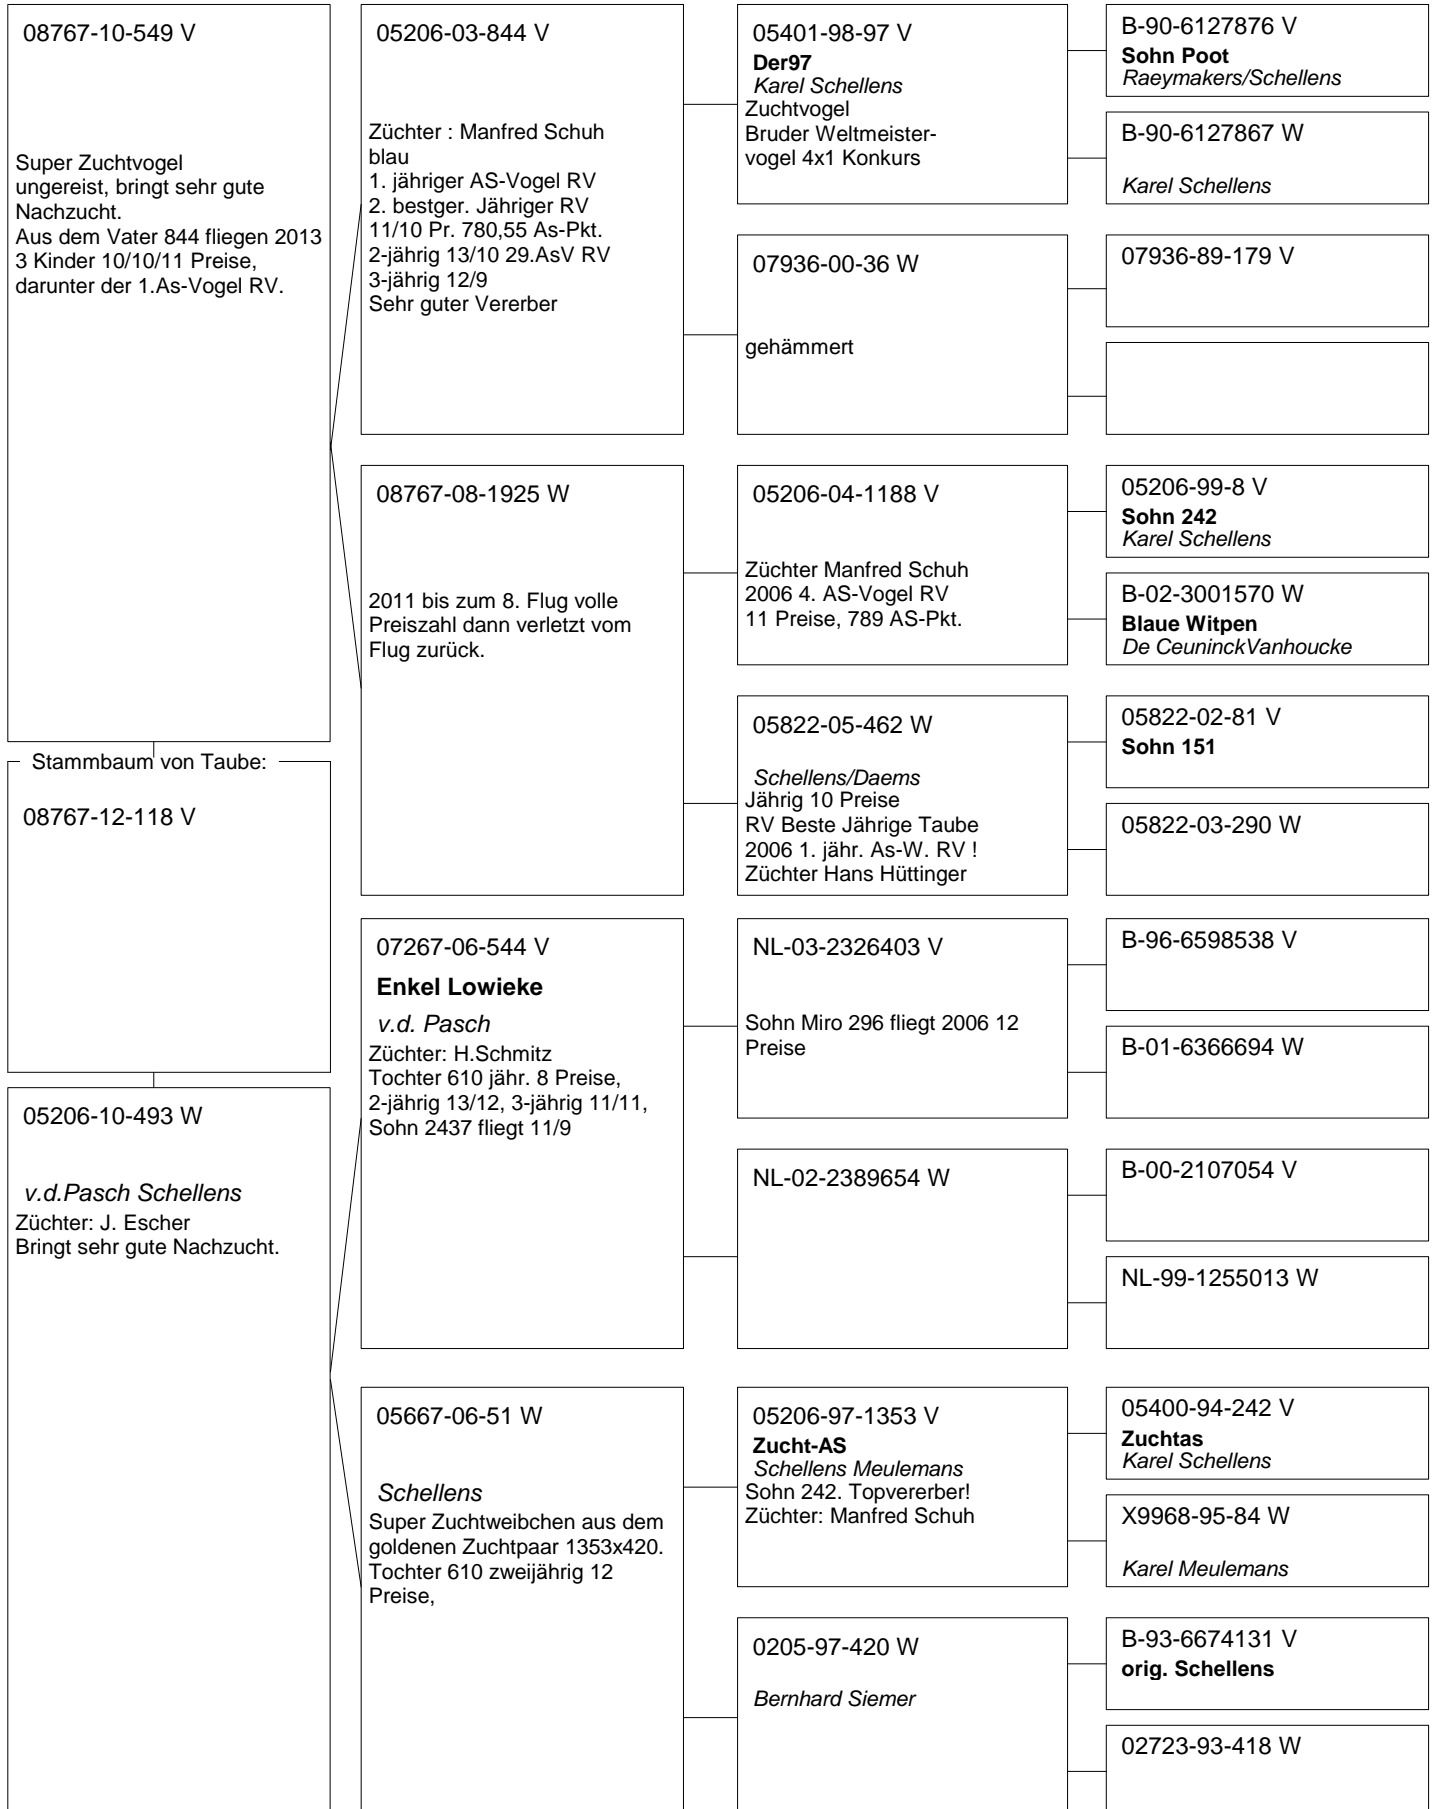 08767-10-549 V
Super Zuchtvogel
ungereist, bringt sehr gute
Nachzucht.
Aus dem Vater 844 fliegen 2013
3 Kinder 10/10/11 Preise,
darunter der 1.As-Vogel RV.
Stammbaum von Taube:
08767-12-118 V
05206-10-493 W
v.d.Pasch Schellens
Züchter: J. Escher
Bringt sehr gute Nachzucht.
05206-03-844 V
Züchter : Manfred Schuh
blau
1. jähriger AS-Vogel RV
2. bestger. Jähriger RV
11/10 Pr. 780,55 As-Pkt.
2-jährig 13/10 29.AsV RV
3-jährig 12/9
Sehr guter Vererber
08767-08-1925 W
2011 bis zum 8. Flug volle
Preiszahl dann verletzt vom
Flug zurück.
07267-06-544 V
Enkel Lowieke
v.d. Pasch
Züchter: H.Schmitz
Tochter 610 jähr. 8 Preise,
2-jährig 13/12, 3-jährig 11/11,
Sohn 2437 fliegt 11/9
05667-06-51 W
Schellens
Super Zuchtweibchen aus dem
goldenen Zuchtpaar 1353x420.
Tochter 610 zweijährig 12
Preise,
05401-98-97 V
Der97
Karel Schellens
Zuchtvogel
Bruder Weltmeister-
vogel 4x1 Konkurs
07936-00-36 W
gehämmert
05206-04-1188 V
Züchter Manfred Schuh
2006 4. AS-Vogel RV
11 Preise, 789 AS-Pkt.
05822-05-462 W
Schellens/Daems
Jährig 10 Preise
RV Beste Jährige Taube
2006 1. jähr. As-W. RV !
Züchter Hans Hüttinger
NL-03-2326403 V
Sohn Miro 296 fliegt 2006 12
Preise
NL-02-2389654 W
05206-97-1353 V
Zucht-AS
Schellens Meulemans
Sohn 242. Topvererber!
Züchter: Manfred Schuh
0205-97-420 W
Bernhard Siemer
B-90-6127876 V
Sohn Poot
Raeymakers/Schellens
B-90-6127867 W
Karel Schellens
07936-89-179 V
05206-99-8 V
Sohn 242
Karel Schellens
B-02-3001570 W
Blaue Witpen
De CeuninckVanhoucke
05822-02-81 V
Sohn 151
05822-03-290 W
B-96-6598538 V
B-01-6366694 W
B-00-2107054 V
NL-99-1255013 W
05400-94-242 V
Zuchtas
Karel Schellens
X9968-95-84 W
Karel Meulemans
B-93-6674131 V
orig. Schellens
02723-93-418 W